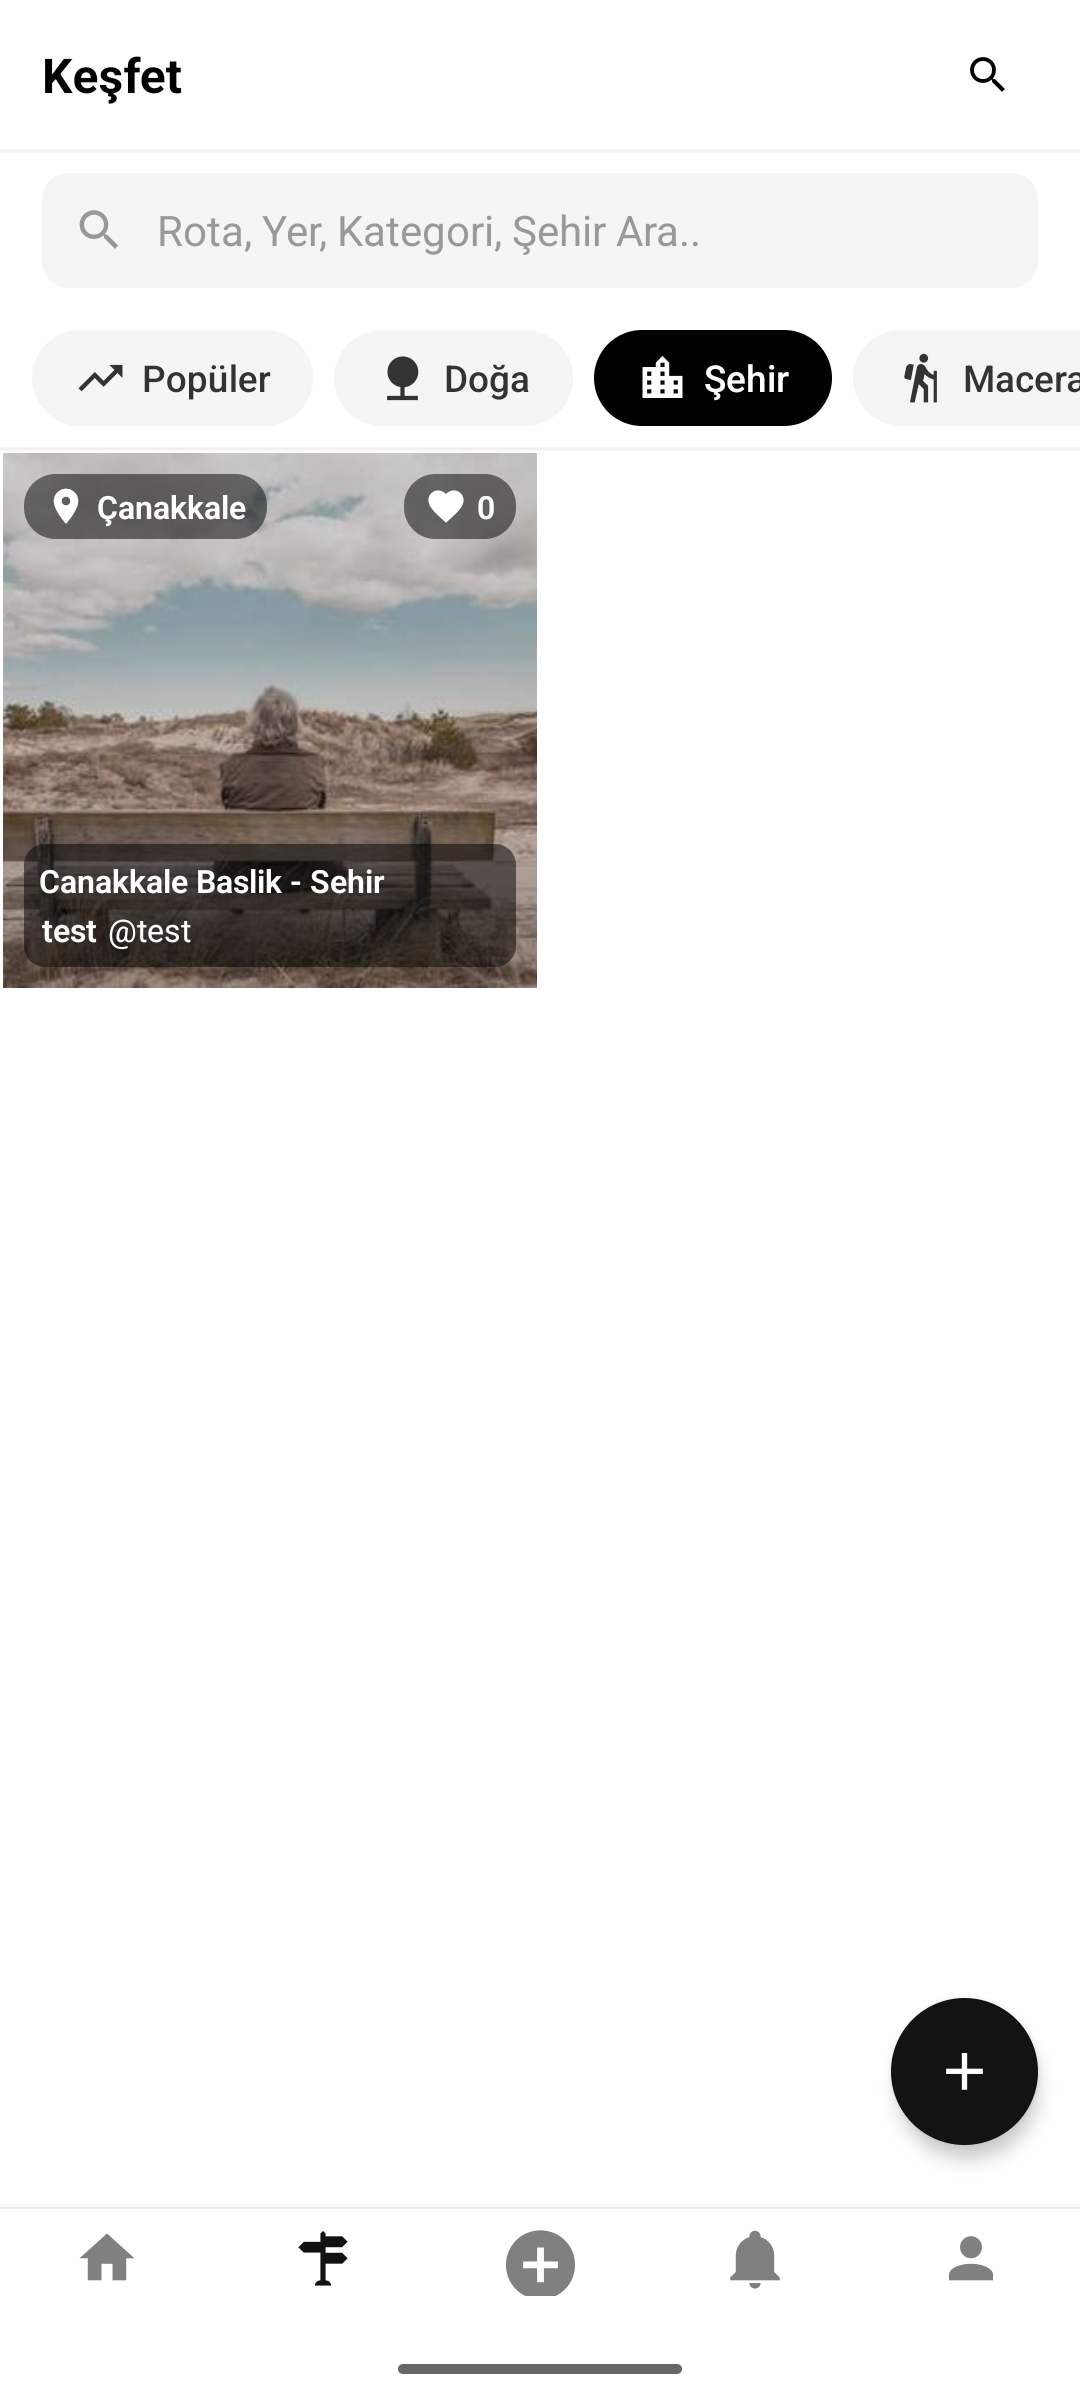 Keşfet
Rota, Yer, Kategori, Şehir Ara..
Popüler Doğa Şehir Macera
Çanakkale 0
Canakkale Baslik - Sehir
test @test